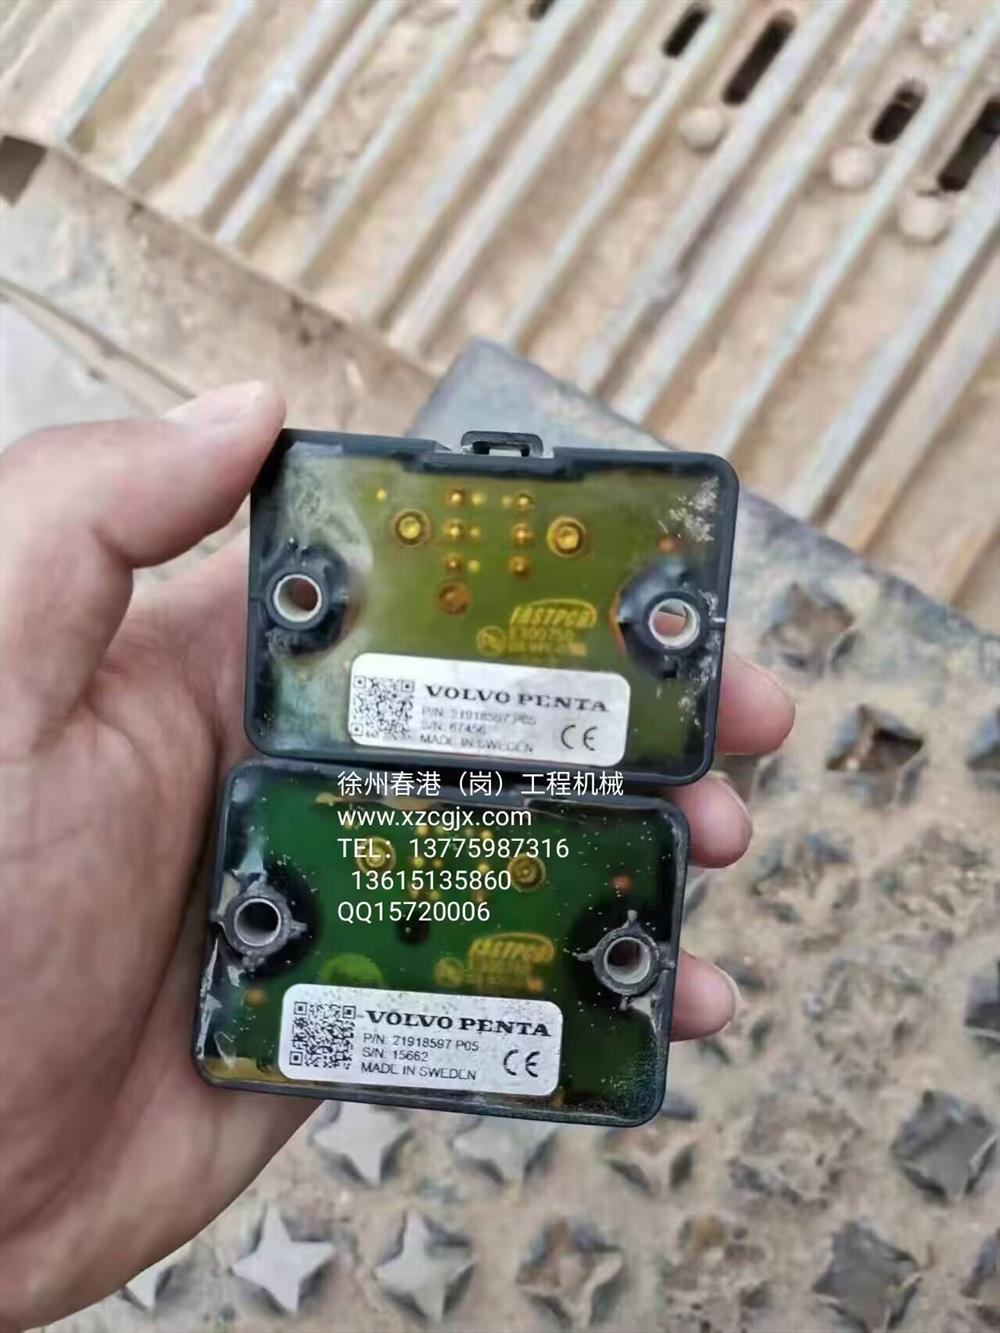 FASTPCB
E300750
VOLVO PENTA
P/N: 21918597 P05
S/N: 67456
MADE IN SWEDEN
CE
徐州春港（岗）工程机械
www.xzcgjx.com
TEL：13775987316
13615135860
QQ15720006
FASTPCB
VOLVO PENTA
P/N: 21918597 P05
S/N: 15662
MADE IN SWEDEN
CE